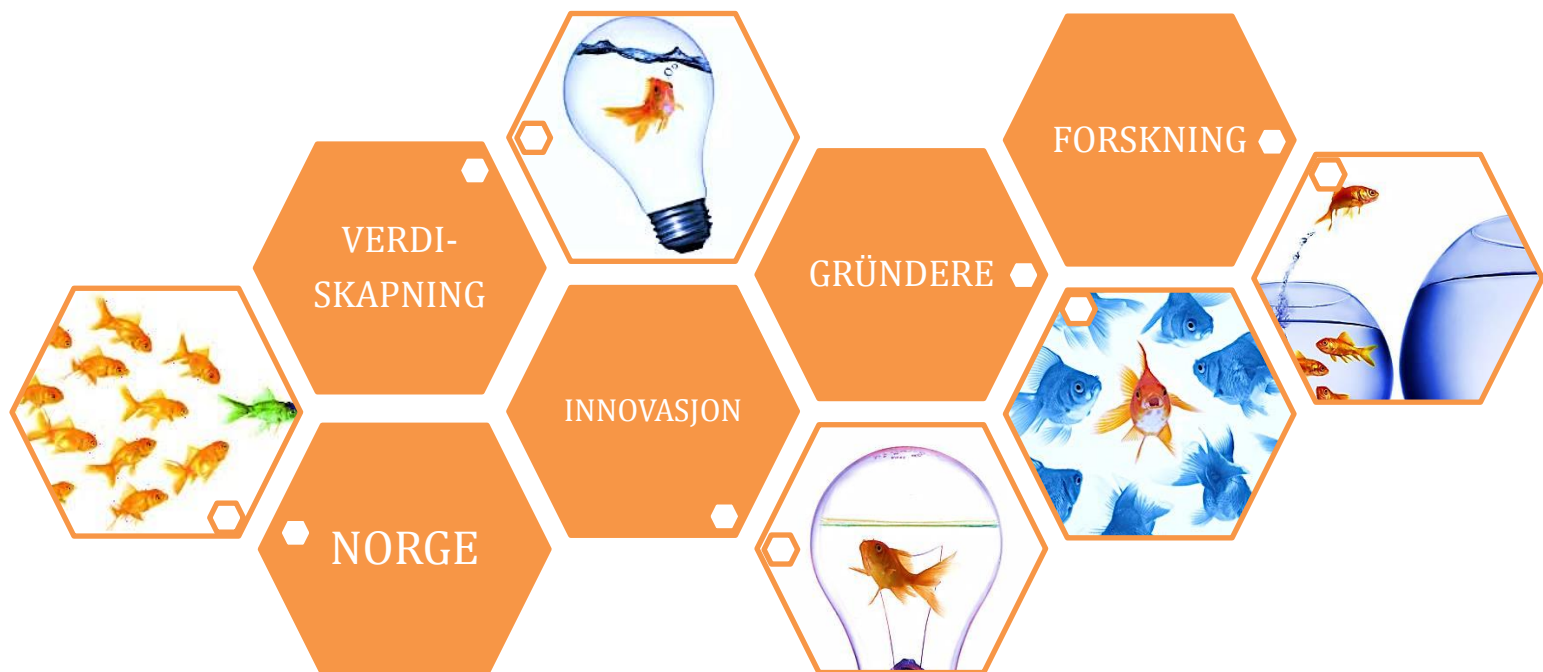 FORSKNING
VERDI-
SKAPNING
GRÜNDERE
INNOVASJON
NORGE